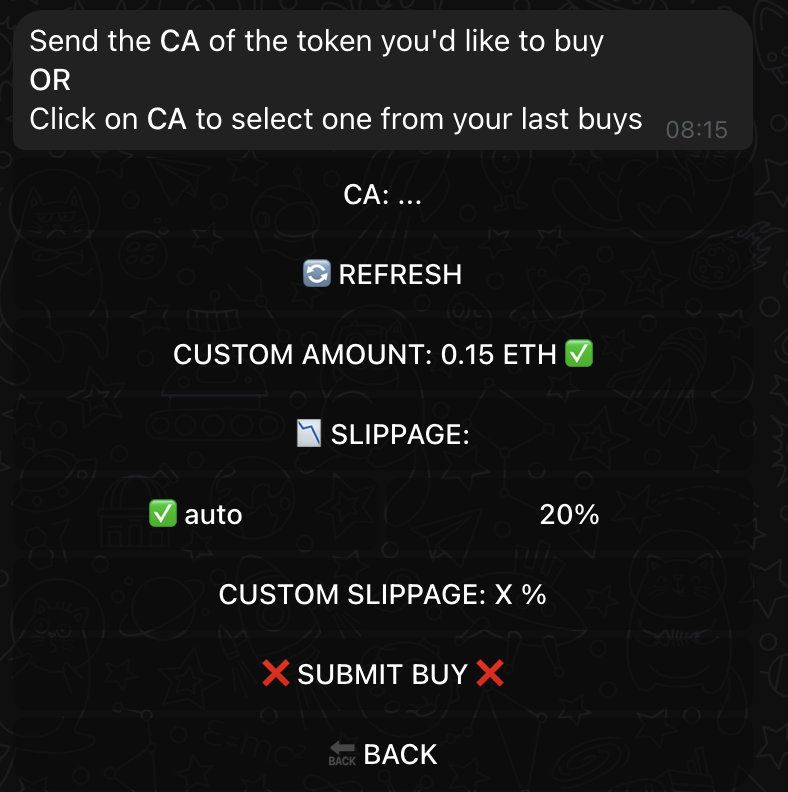 Send the CA of the token you'd like to buy
OR
Click on CA to select one from your last buys
08:15
CA: ...
🔄 REFRESH
CUSTOM AMOUNT: 0.15 ETH ✅
📉 SLIPPAGE:
✅ auto
20%
CUSTOM SLIPPAGE: X %
❌ SUBMIT BUY ❌
🔙 BACK